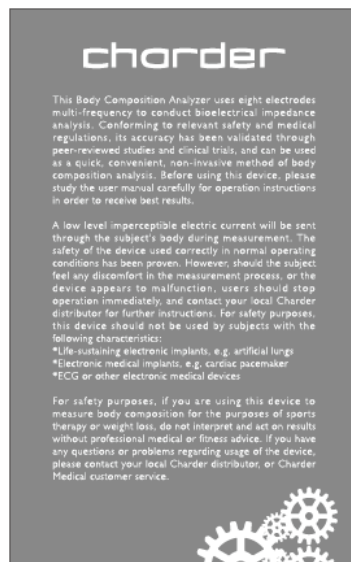 charder
This Body Composition Analyzer uses eight electrodes
multi-frequency to conduct bioelectrical impedance
analysis. Conforming to relevant safety and medical
regulations, its accuracy has been validated through
peer-reviewed studies and clinical trials, and can be used
as a quick, convenient, non-invasive method of body
composition analysis. Before using this device, please
study the user manual carefully for operation instructions
in order to receive best results.
A low level imperceptible electric current will be sent
through the subject's body during measurement. The
safety of the device used correctly in normal operating
conditions has been proven. However, should the subject
feel any discomfort in the measurement process, or the
device appears to malfunction, users should stop
operation immediately, and contact your local Charder
distributor for further instructions. For safety purposes,
this device should not be used by subjects with the
following characteristics:
*Life-sustaining electronic implants, e.g. artificial lungs
*Electronic medical implants, e.g. cardiac pacemaker
*ECG or other electronic medical devices
For safety purposes, if you are using this device to
measure body composition for the purposes of sports
therapy or weight loss, do not interpret and act on results
without professional medical or fitness advice. If you have
any questions or problems regarding usage of the device,
please contact your local Charder distributor, or Charder
Medical customer service.